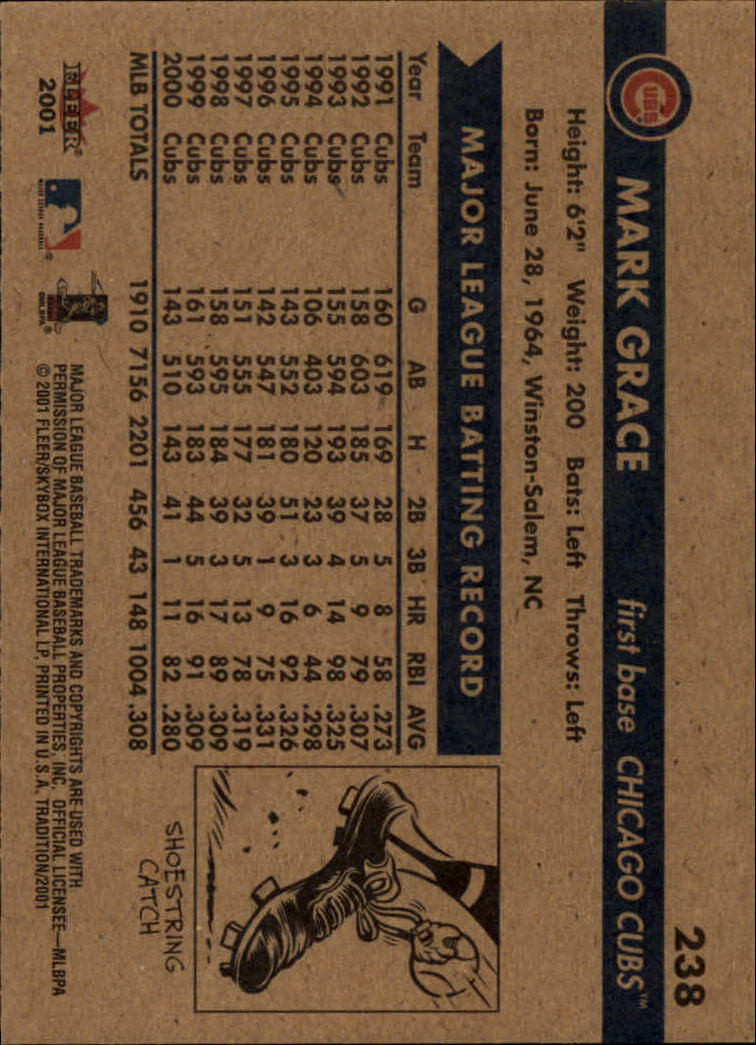 238
CUBS
MARK GRACE first base CHICAGO CUBS™
Height: 6'2" Weight: 200 Bats: Left Throws: Left
Born: June 28, 1964, Winston-Salem, NC
MAJOR LEAGUE BATTING RECORD
Year Team G AB H 2B 3B HR RBI AVG
1991 Cubs 160 619 169 28 5 8 58 .273
1992 Cubs 158 603 185 37 5 9 79 .307
1993 Cubs 155 594 193 39 4 14 98 .325
1994 Cubs 106 403 120 23 3 6 44 .298
1995 Cubs 143 552 180 51 3 16 92 .326
1996 Cubs 142 547 181 39 1 9 75 .331
1997 Cubs 151 555 177 32 5 13 78 .319
1998 Cubs 158 595 184 39 3 17 89 .309
1999 Cubs 161 593 183 44 5 16 91 .309
2000 Cubs 143 510 143 41 1 11 82 .280
MLB TOTALS 1910 7156 2201 456 43 148 1004 .308
SHOESTRING
CATCH
FLEER®
2001
MAJOR LEAGUE BASEBALL®
MLBPA®
MAJOR LEAGUE BASEBALL TRADEMARKS AND COPYRIGHTS ARE USED WITH
PERMISSION OF MAJOR LEAGUE BASEBALL PROPERTIES, INC. OFFICIAL LICENSEE—MLBPA
© 2001 FLEER/SKYBOX INTERNATIONAL LP, PRINTED IN U.S.A. TRADITION/2001